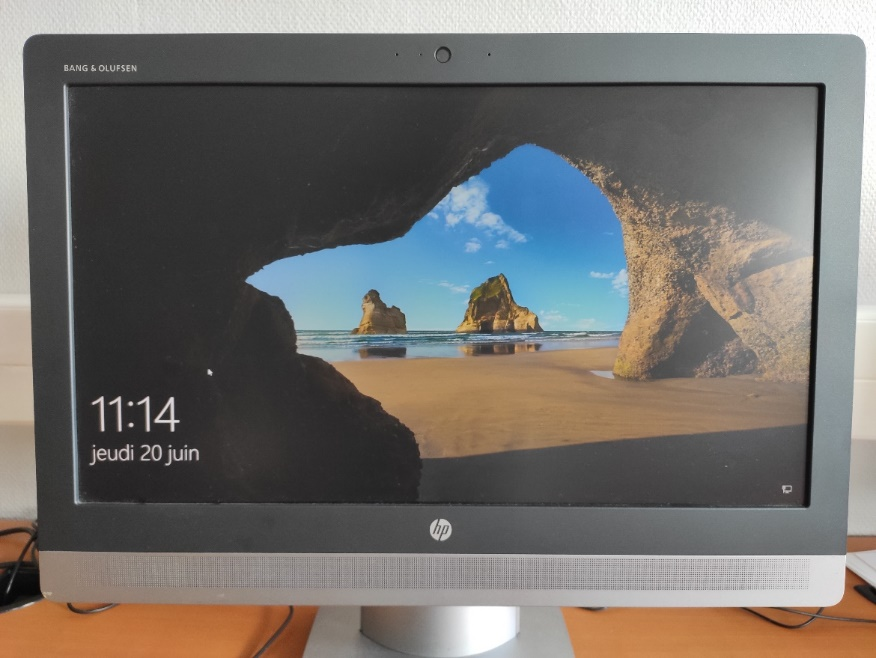 BANG & OLUFSEN
11:14
jeudi 20 juin
hp